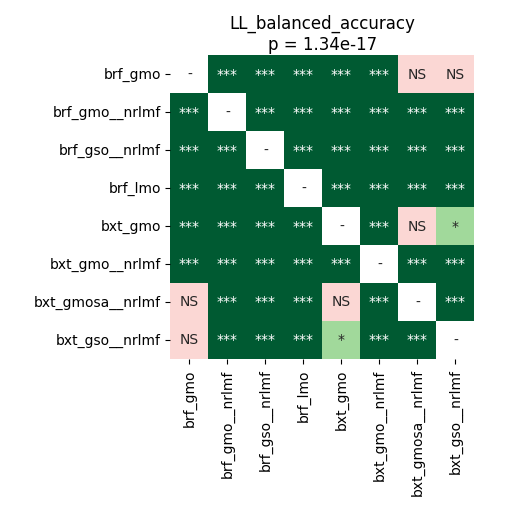 LL_balanced_accuracy
p = 1.34e-17
brf_gmo - *** *** *** *** *** NS NS
brf_gmo__nrlmf *** - *** *** *** *** *** ***
brf_gso__nrlmf *** *** - *** *** *** *** ***
brf_lmo *** *** *** - *** *** *** ***
bxt_gmo *** *** *** *** - *** NS *
bxt_gmo__nrlmf *** *** *** *** *** - *** ***
bxt_gmosa__nrlmf NS *** *** *** NS *** - ***
bxt_gso__nrlmf NS *** *** *** * *** *** -
brf_gmo
brf_gmo__nrlmf
brf_gso__nrlmf
brf_lmo
bxt_gmo
bxt_gmo__nrlmf
bxt_gmosa__nrlmf
bxt_gso__nrlmf